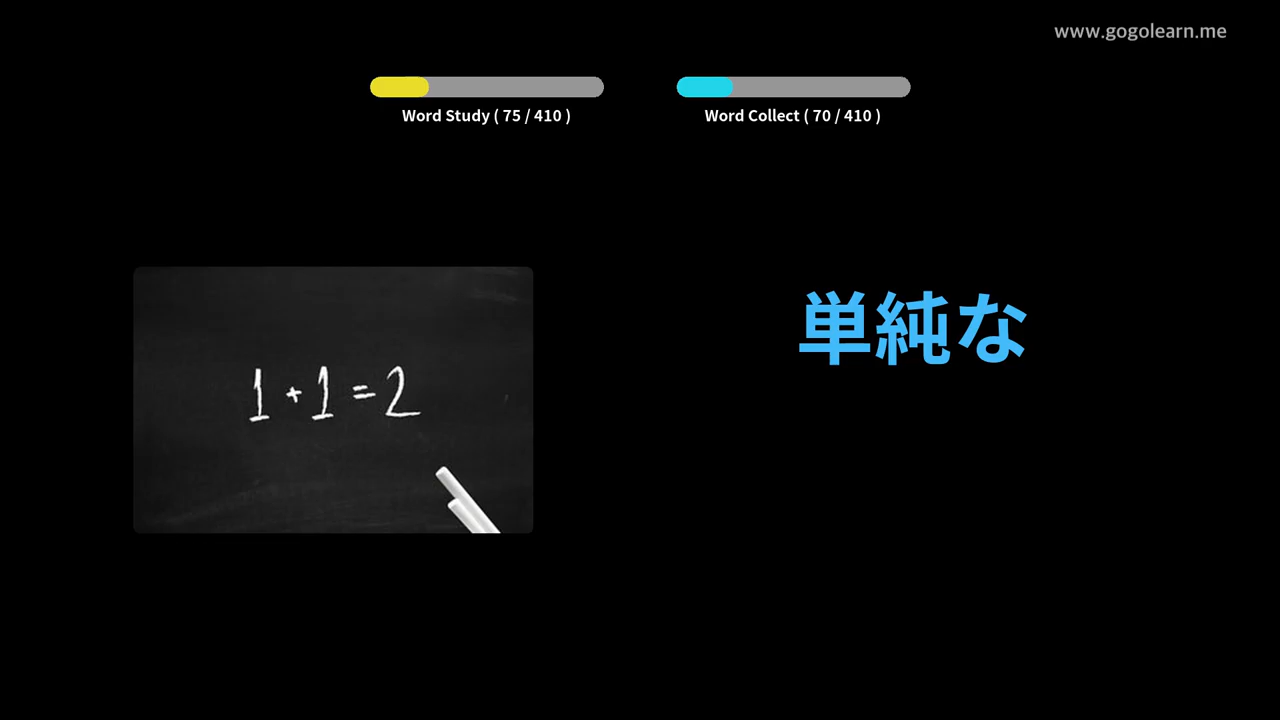 www.gogolearn.me
Word Study ( 75 / 410 )
Word Collect ( 70 / 410 )
1 + 1 = 2
単純な